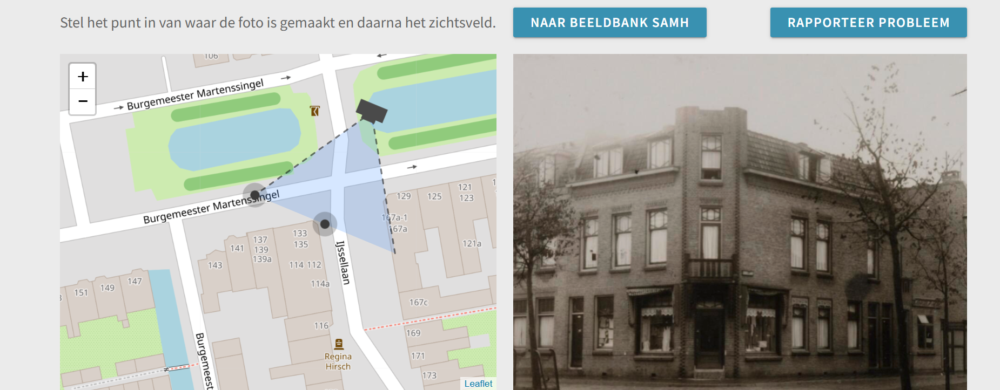 Stel het punt in van waar de foto is gemaakt en daarna het zichtsveld.
NAAR BEELDBANK SAMH
RAPPORTEER PROBLEEM
+
−
106
Burgemeester Martenssingel
Burgemeester Martenssingel
129
125
121
123
167a-1
167a
121a
133
135
137
139
139a
141
143
114 112
114a
IJssellaan
147
149
151
167c
116
169
Regina
Hirsch
171
173
Burgemeest
Leaflet